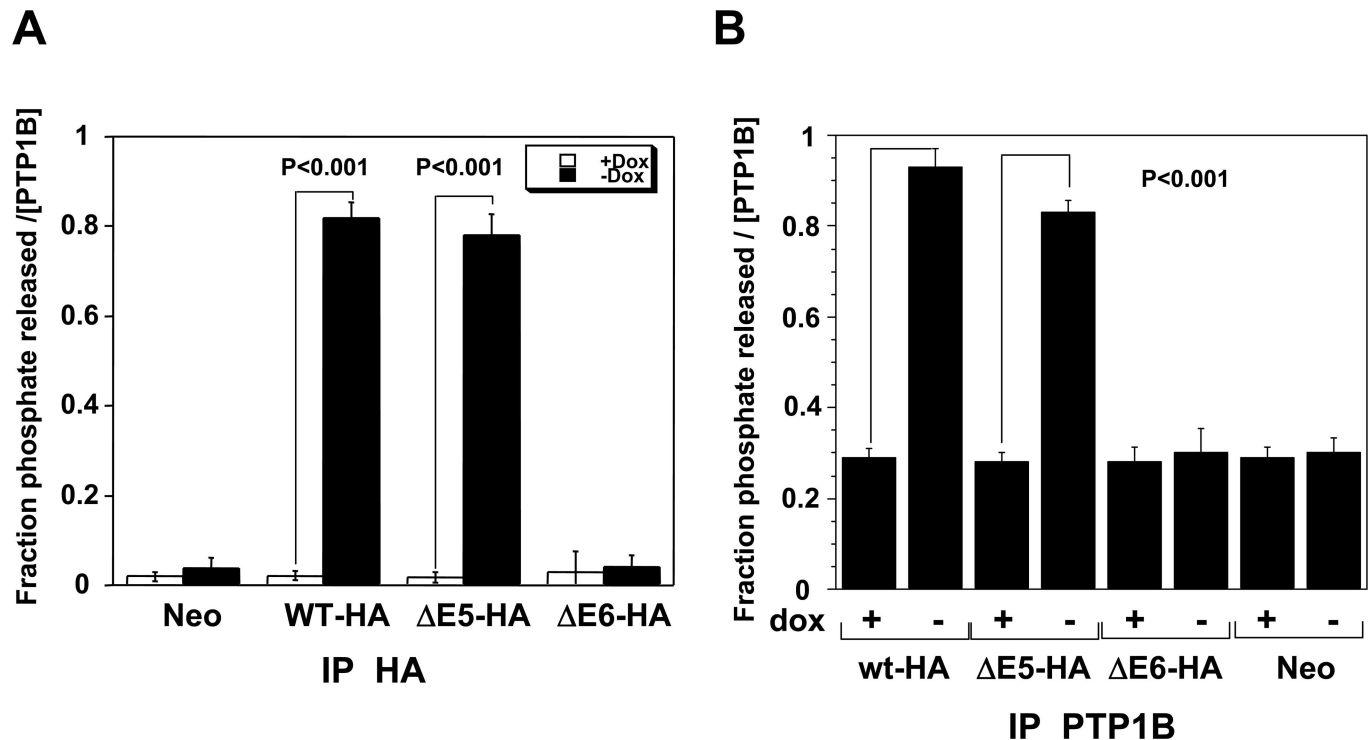 A
Fraction phosphate released /[PTP1B]
1
0.8
0.6
0.4
0.2
0
P<0.001
P<0.001
+Dox
-Dox
Neo
WT-HA
ΔE5-HA
ΔE6-HA
IP HA
B
Fraction phosphate released / [PTP1B]
1
0.8
0.6
0.4
0.2
0
P<0.001
dox + - + - + - + -
wt-HA
ΔE5-HA
ΔE6-HA
Neo
IP PTP1B